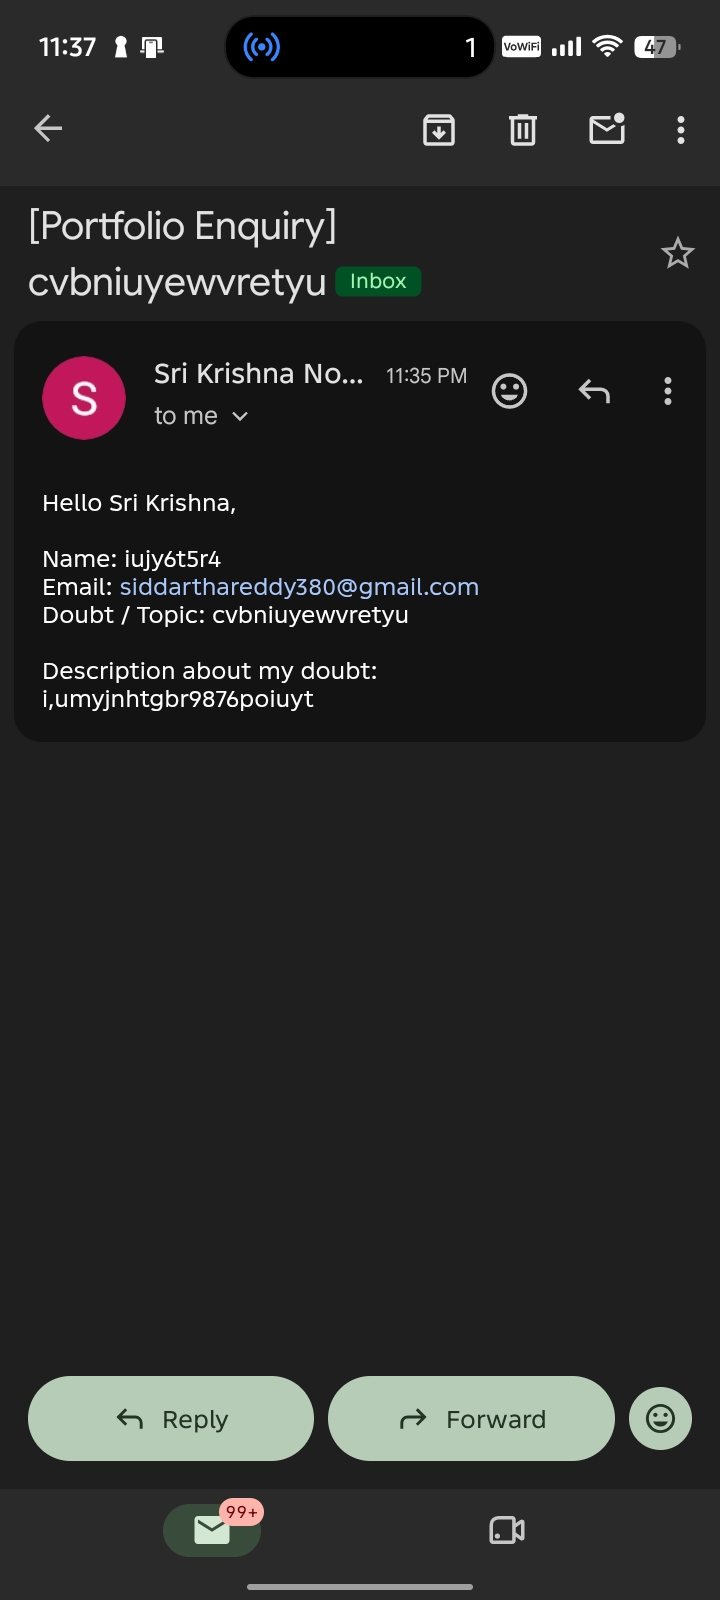 11:37
1
VoWiFi
47
[Portfolio Enquiry]
cvbniuyewvretyu Inbox
S
Sri Krishna No... 11:35 PM
to me
Hello Sri Krishna,
Name: iujy6t5r4
Email: siddarthareddy380@gmail.com
Doubt / Topic: cvbniuyewvretyu
Description about my doubt:
i,umyjnhtgbr9876poiuyt
Reply
Forward
99+